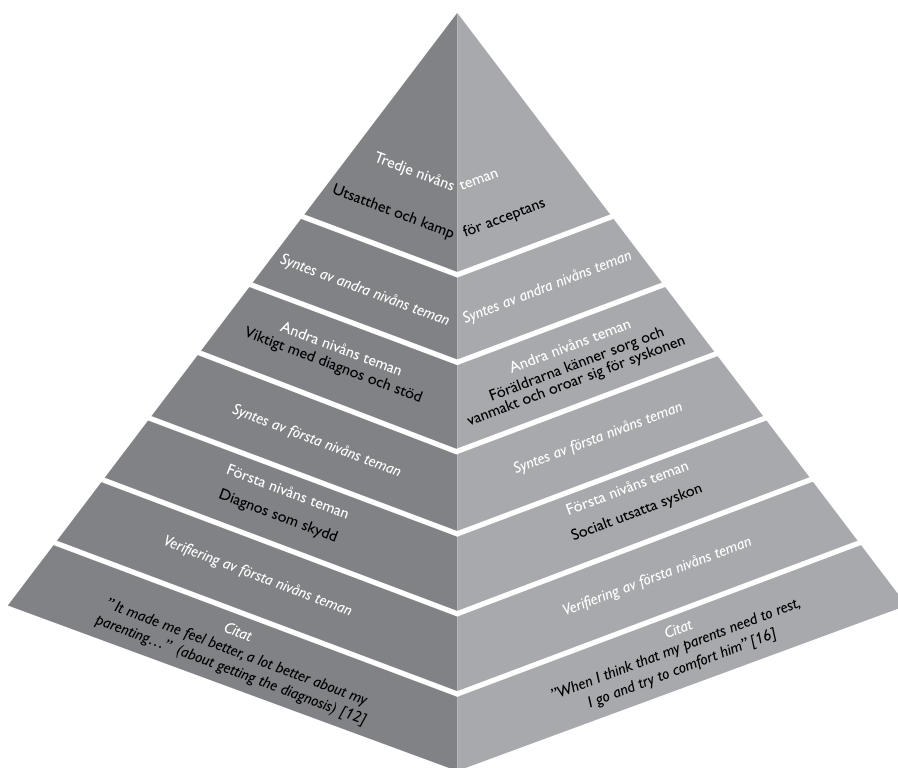 Tredje nivåns teman
Utsatthet och kamp för acceptans
Syntes av andra nivåns teman
Syntes av andra nivåns teman
Andra nivåns teman
Viktigt med diagnos och stöd
Andra nivåns teman
Föräldrarna känner sorg och
vanmakt och oroar sig för syskonen
Syntes av första nivåns teman
Syntes av första nivåns teman
Första nivåns teman
Diagnos som skydd
Första nivåns teman
Socialt utsatta syskon
Verifiering av första nivåns teman
Verifiering av första nivåns teman
Citat
”It made me feel better, a lot better about my
parenting… ” (about getting the diagnosis) [12]
Citat
”When I think that my parents need to rest,
I go and try to comfort him” [16]